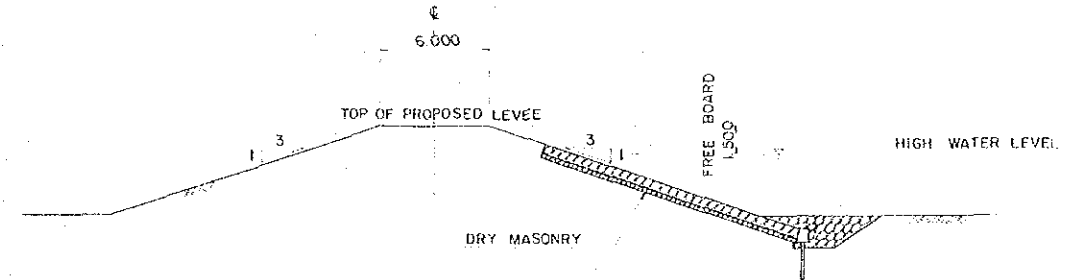 ℄
6.000
TOP OF PROPOSED LEVEE
3
1
3
1
FREE BOARD
1.500
HIGH WATER LEVEL
DRY MASONRY